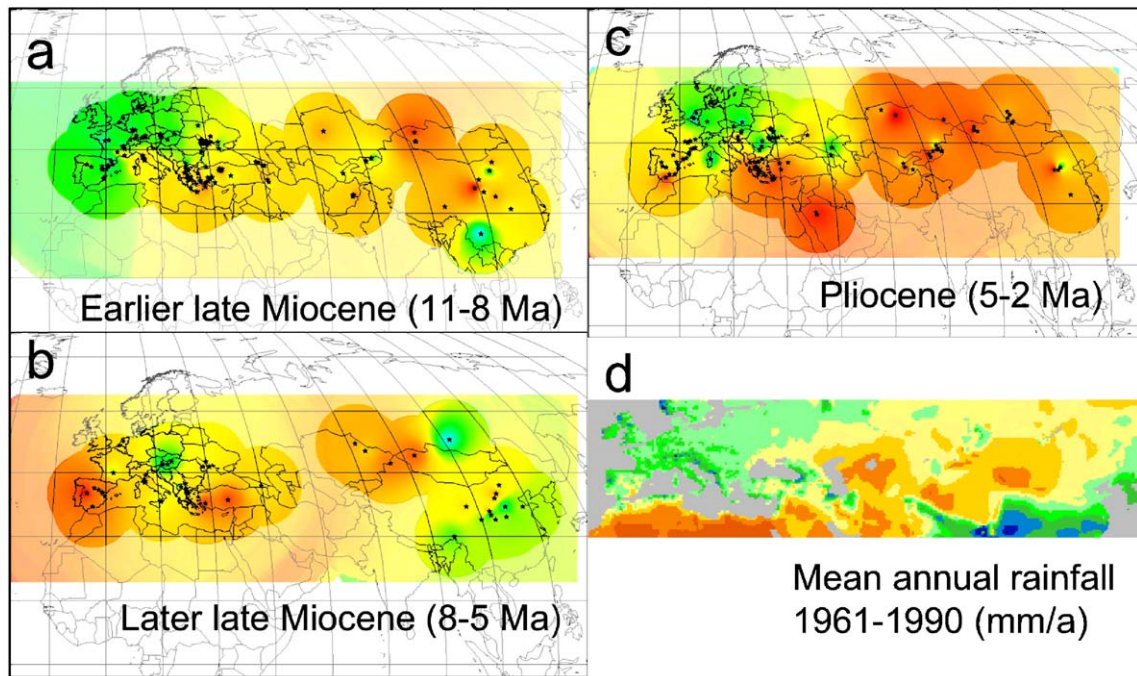 a
Earlier late Miocene (11-8 Ma)
b
Later late Miocene (8-5 Ma)
c
Pliocene (5-2 Ma)
d
Mean annual rainfall
1961-1990 (mm/a)